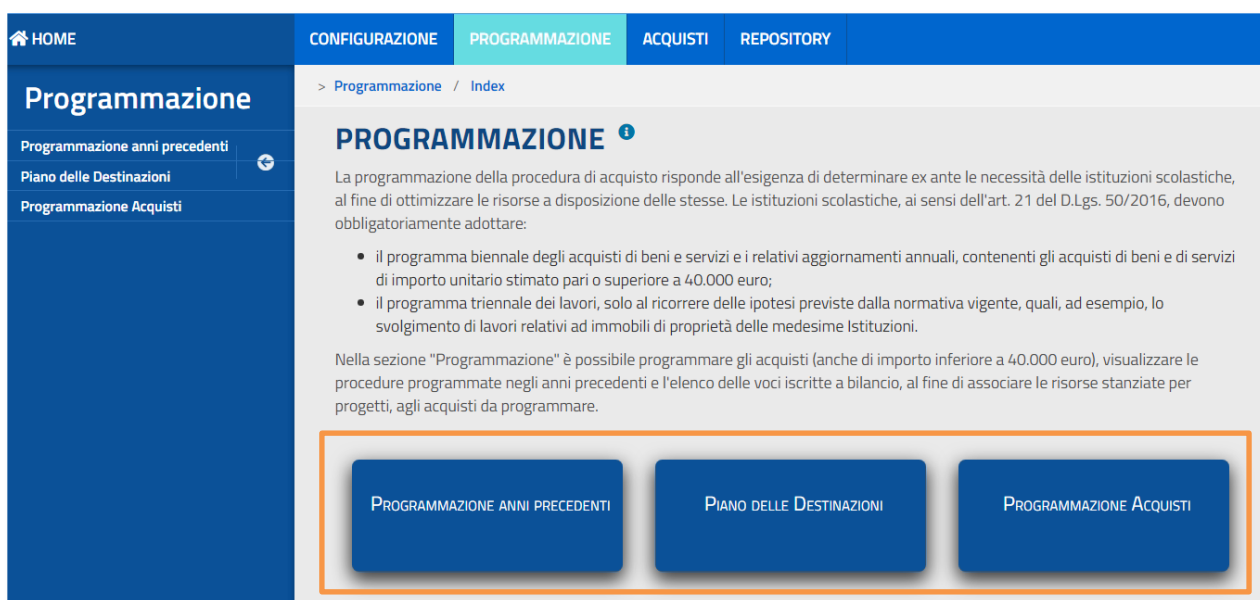 HOME
CONFIGURAZIONE PROGRAMMAZIONE ACQUISTI REPOSITORY
Programmazione
Programmazione anni precedenti
Piano delle Destinazioni
Programmazione Acquisti
> Programmazione / Index
PROGRAMMAZIONE
La programmazione della procedura di acquisto risponde all'esigenza di determinare ex ante le necessità delle istituzioni scolastiche,
al fine di ottimizzare le risorse a disposizione delle stesse. Le istituzioni scolastiche, ai sensi dell'art. 21 del D.Lgs. 50/2016, devono
obbligatoriamente adottare:
• il programma biennale degli acquisti di beni e servizi e i relativi aggiornamenti annuali, contenenti gli acquisti di beni e di servizi
di importo unitario stimato pari o superiore a 40.000 euro;
• il programma triennale dei lavori, solo al ricorrere delle ipotesi previste dalla normativa vigente, quali, ad esempio, lo
svolgimento di lavori relativi ad immobili di proprietà delle medesime Istituzioni.
Nella sezione "Programmazione" è possibile programmare gli acquisti (anche di importo inferiore a 40.000 euro), visualizzare le
procedure programmate negli anni precedenti e l'elenco delle voci iscritte a bilancio, al fine di associare le risorse stanziate per
progetti, agli acquisti da programmare.
Programmazione anni precedenti
Piano delle Destinazioni
Programmazione Acquisti